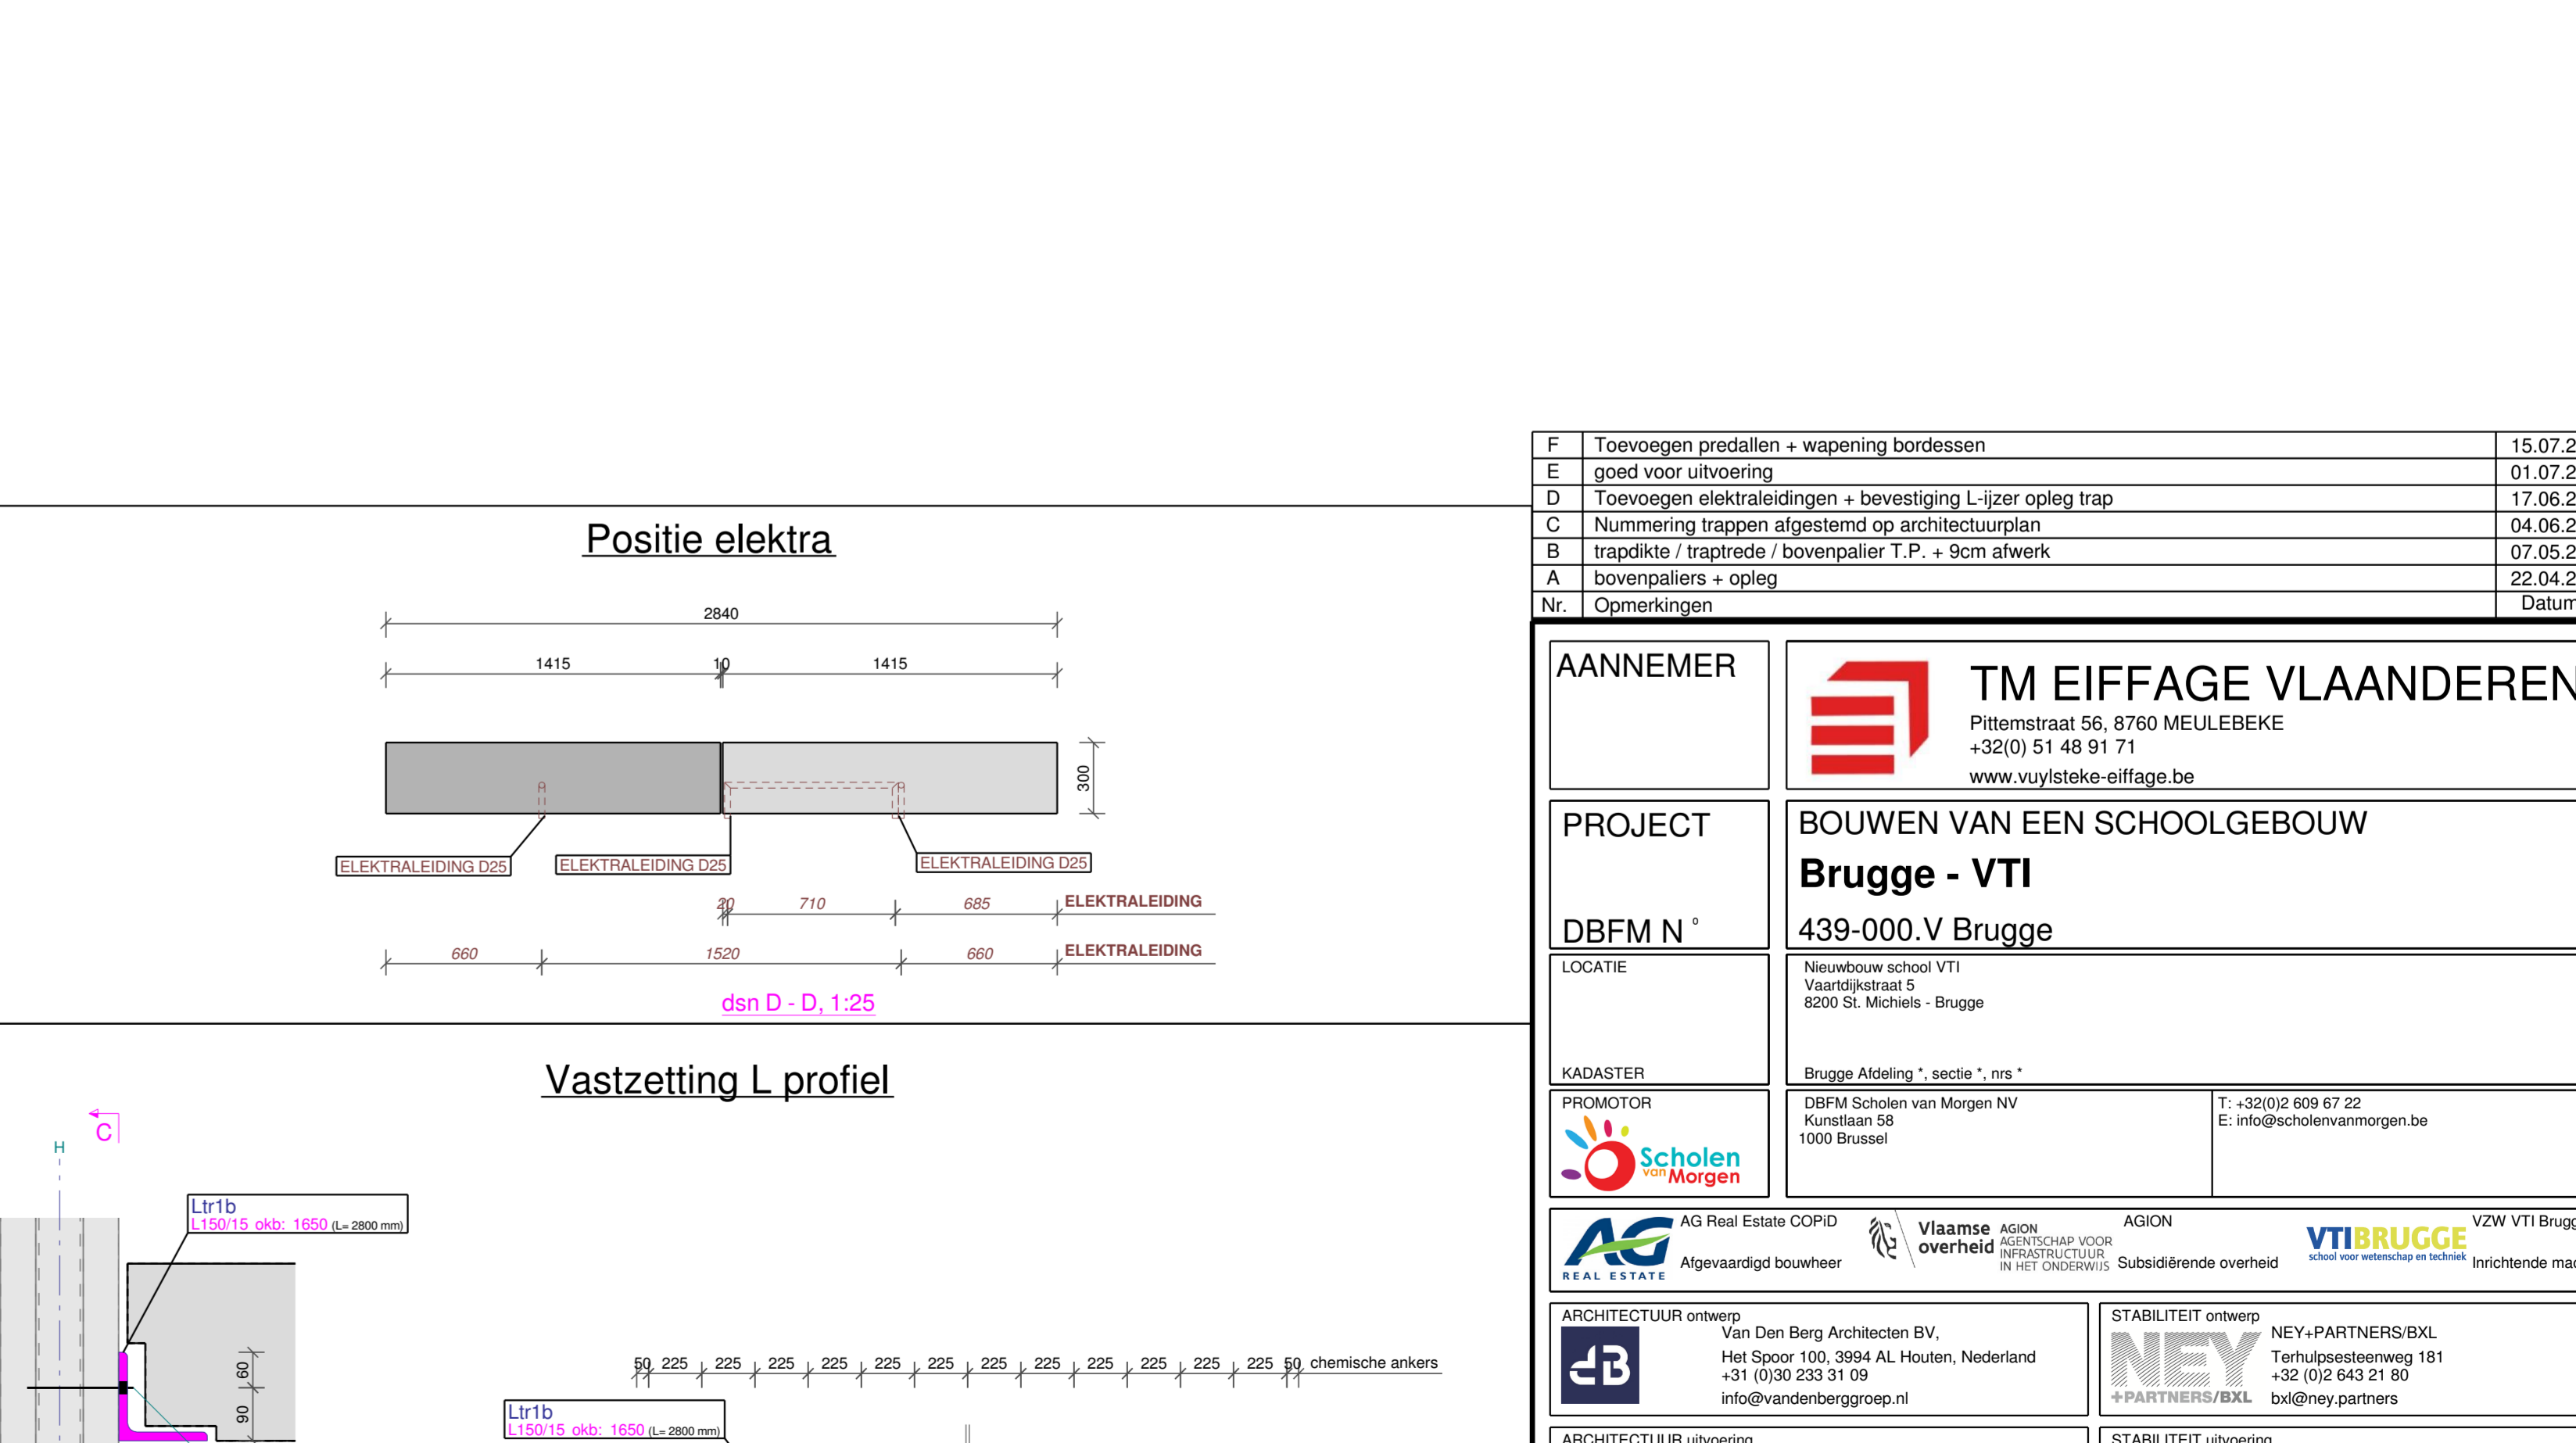 F Toevoegen predallen + wapening bordessen 15.07.2
E goed voor uitvoering 01.07.2
D Toevoegen elektraleidingen + bevestiging L-ijzer opleg trap 17.06.2
C Nummering trappen afgestemd op architectuurplan 04.06.2
B trapdikte / traptrede / bovenpalier T.P. + 9cm afwerk 07.05.2
A bovenpaliers + opleg 22.04.2
Nr. Opmerkingen Datum
Positie elektra
2840
1415 10 1415
300
ELEKTRALEIDING D25 ELEKTRALEIDING D25 ELEKTRALEIDING D25
20 710 685 ELEKTRALEIDING
660 1520 660 ELEKTRALEIDING
dsn D - D, 1:25
Vastzetting L profiel
C
H
Ltr1b
L150/15 okb: 1650 (L= 2800 mm)
60
90
50 225 225 225 225 225 225 225 225 225 225 225 225 50 chemische ankers
Ltr1b
L150/15 okb: 1650 (L= 2800 mm)
AANNEMER
TM EIFFAGE VLAANDEREN
Pittemstraat 56, 8760 MEULEBEKE
+32(0) 51 48 91 71
www.vuylsteke-eiffage.be
PROJECT
BOUWEN VAN EEN SCHOOLGEBOUW
Brugge - VTI
DBFM N°
439-000.V Brugge
LOCATIE
Nieuwbouw school VTI
Vaartdijkstraat 5
8200 St. Michiels - Brugge
KADASTER
Brugge Afdeling *, sectie *, nrs *
PROMOTOR
Scholen
van Morgen
DBFM Scholen van Morgen NV
Kunstlaan 58
1000 Brussel
T: +32(0)2 609 67 22
E: info@scholenvanmorgen.be
AG
REAL ESTATE
AG Real Estate COPiD
Afgevaardigd bouwheer
Vlaamse
overheid
AGION
AGENTSCHAP VOOR
INFRASTRUCTUUR
IN HET ONDERWIJS
AGION
Subsidiërende overheid
VTIBRUGGE
school voor wetenschap en techniek
VZW VTI Brugg
Inrichtende mac
ARCHITECTUUR ontwerp
Van Den Berg Architecten BV,
Het Spoor 100, 3994 AL Houten, Nederland
+31 (0)30 233 31 09
info@vandenberggroep.nl
STABILITEIT ontwerp
NEY
+PARTNERS/BXL
NEY+PARTNERS/BXL
Terhulpsesteenweg 181
+32 (0)2 643 21 80
bxl@ney.partners
ARCHITECTUUR uitvoering
STABILITEIT uitvoering